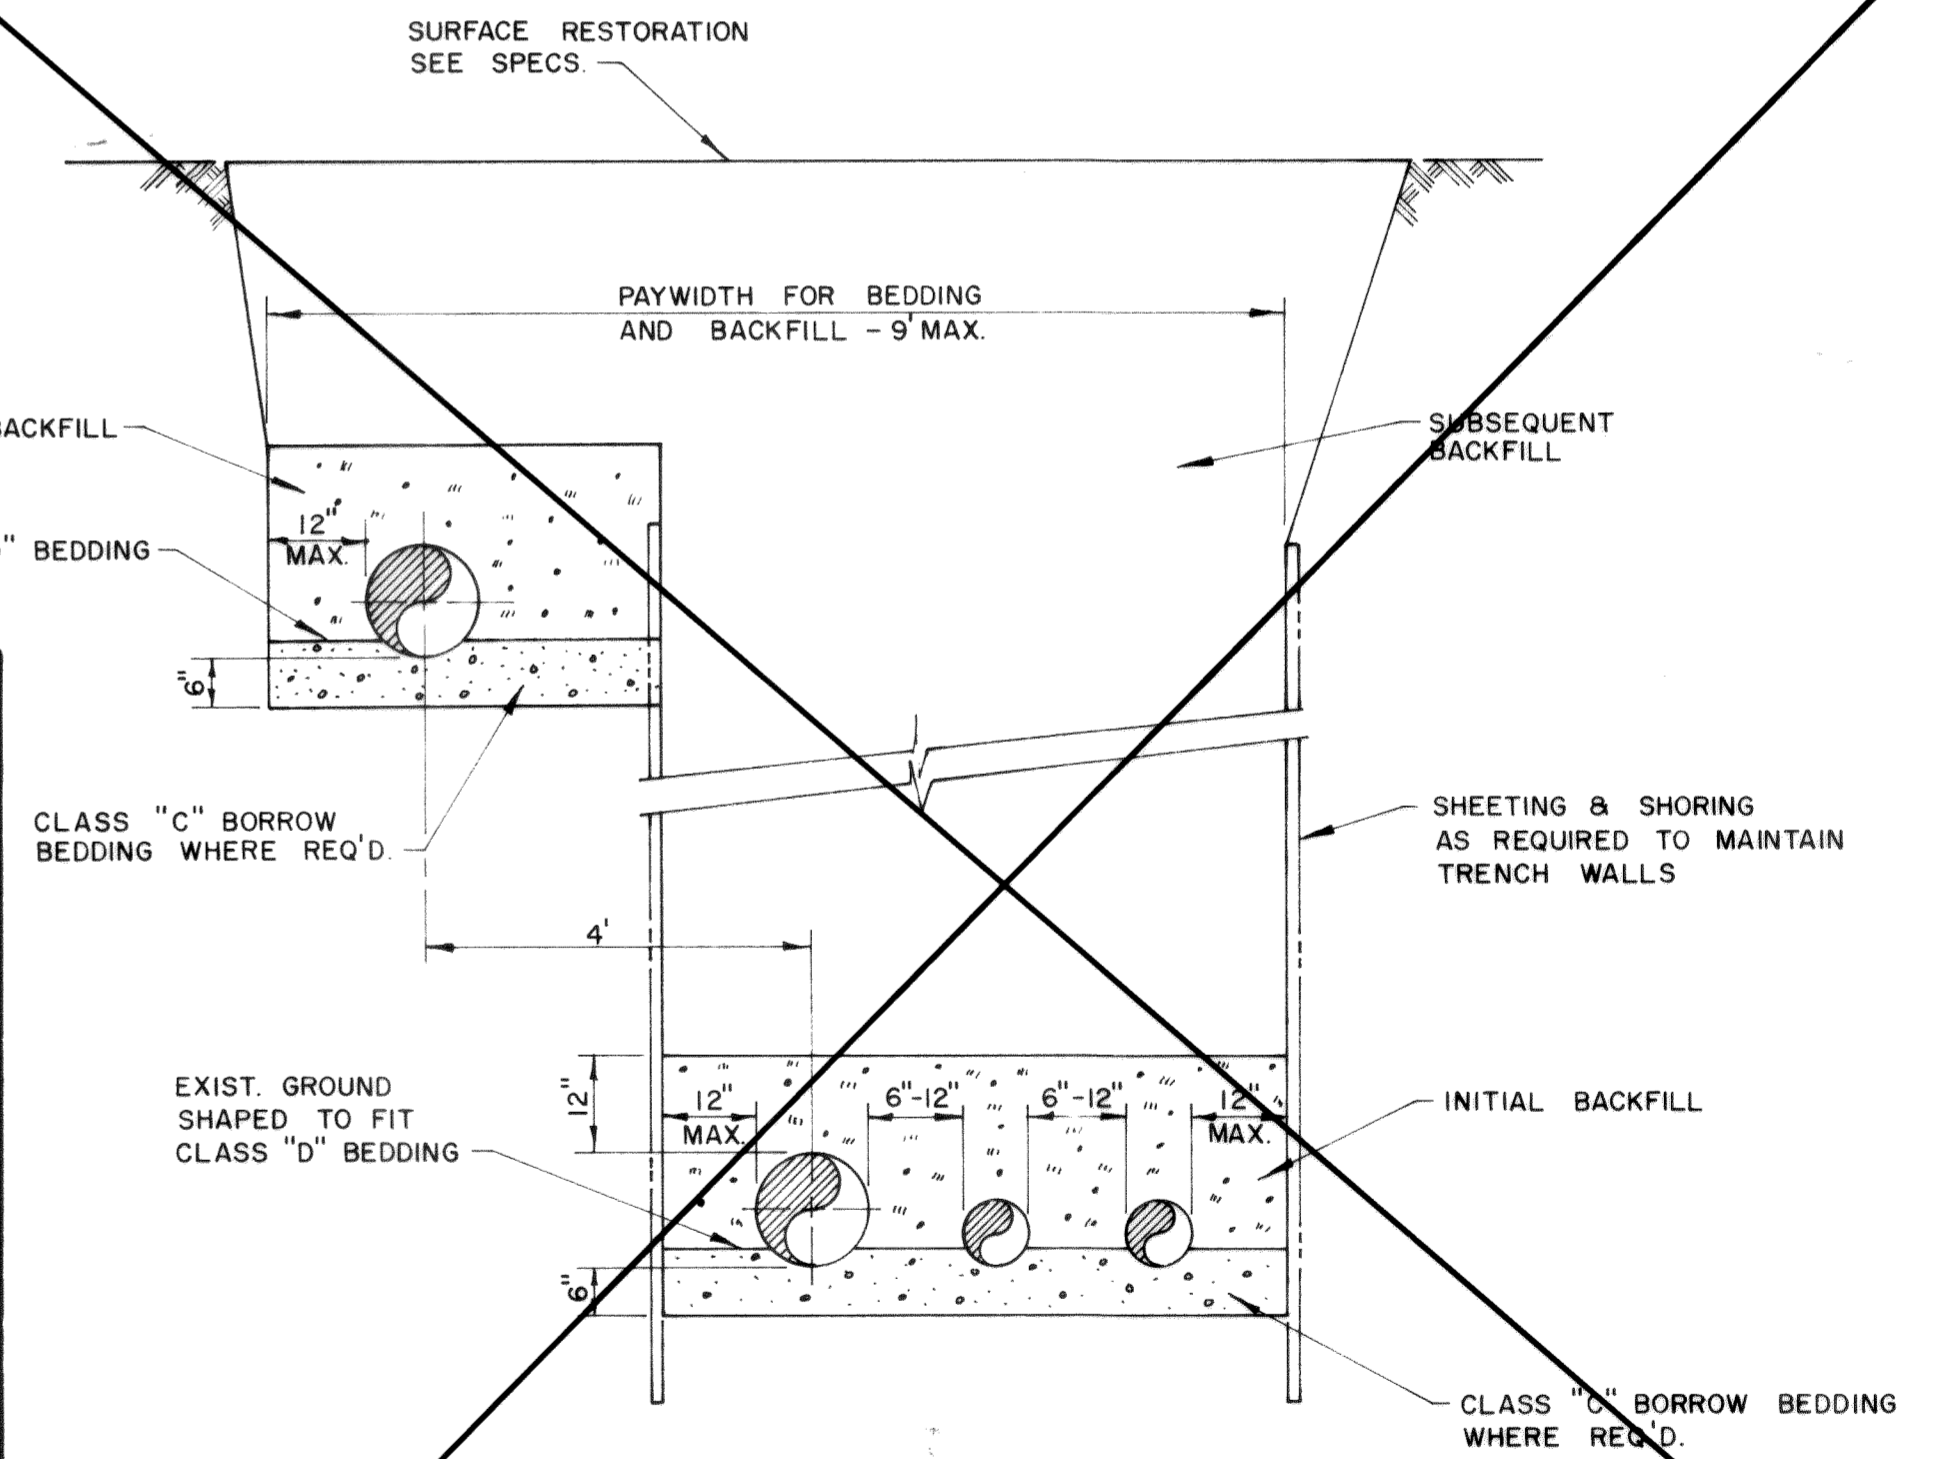 SURFACE RESTORATION
SEE SPECS.
PAYWIDTH FOR BEDDING
AND BACKFILL - 9' MAX.
BACKFILL
SUBSEQUENT
BACKFILL
12"
MAX.
" BEDDING
6"
CLASS "C" BORROW
BEDDING WHERE REQ'D.
SHEETING & SHORING
AS REQUIRED TO MAINTAIN
TRENCH WALLS
4'
EXIST. GROUND
SHAPED TO FIT
CLASS "D" BEDDING
12"
12"
MAX.
6"-12"
6"-12"
12"
MAX.
INITIAL BACKFILL
6"
CLASS "C" BORROW BEDDING
WHERE REQ'D.